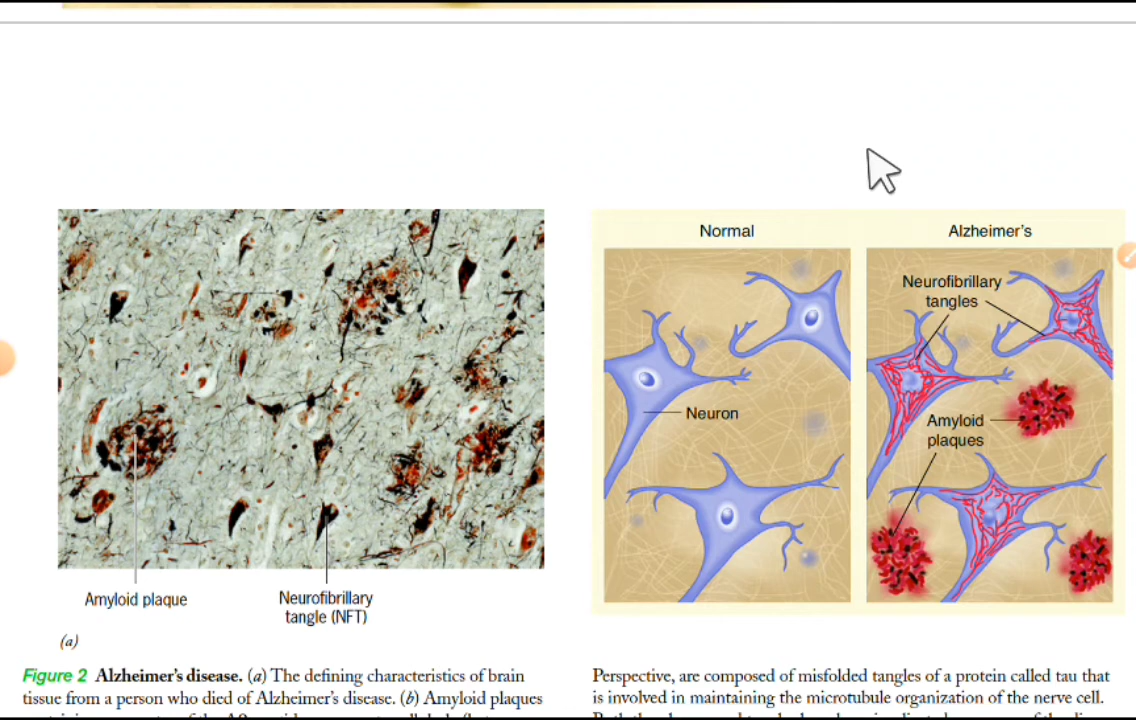 Normal
Alzheimer's
Neurofibrillary
tangles
Neuron
Amyloid
plaques
Amyloid plaque
Neurofibrillary
tangle (NFT)
(a)
Figure 2 Alzheimer's disease. (a) The defining characteristics of brain
tissue from a person who died of Alzheimer's disease. (b) Amyloid plaques
Perspective, are composed of misfolded tangles of a protein called tau that
is involved in maintaining the microtubule organization of the nerve cell.